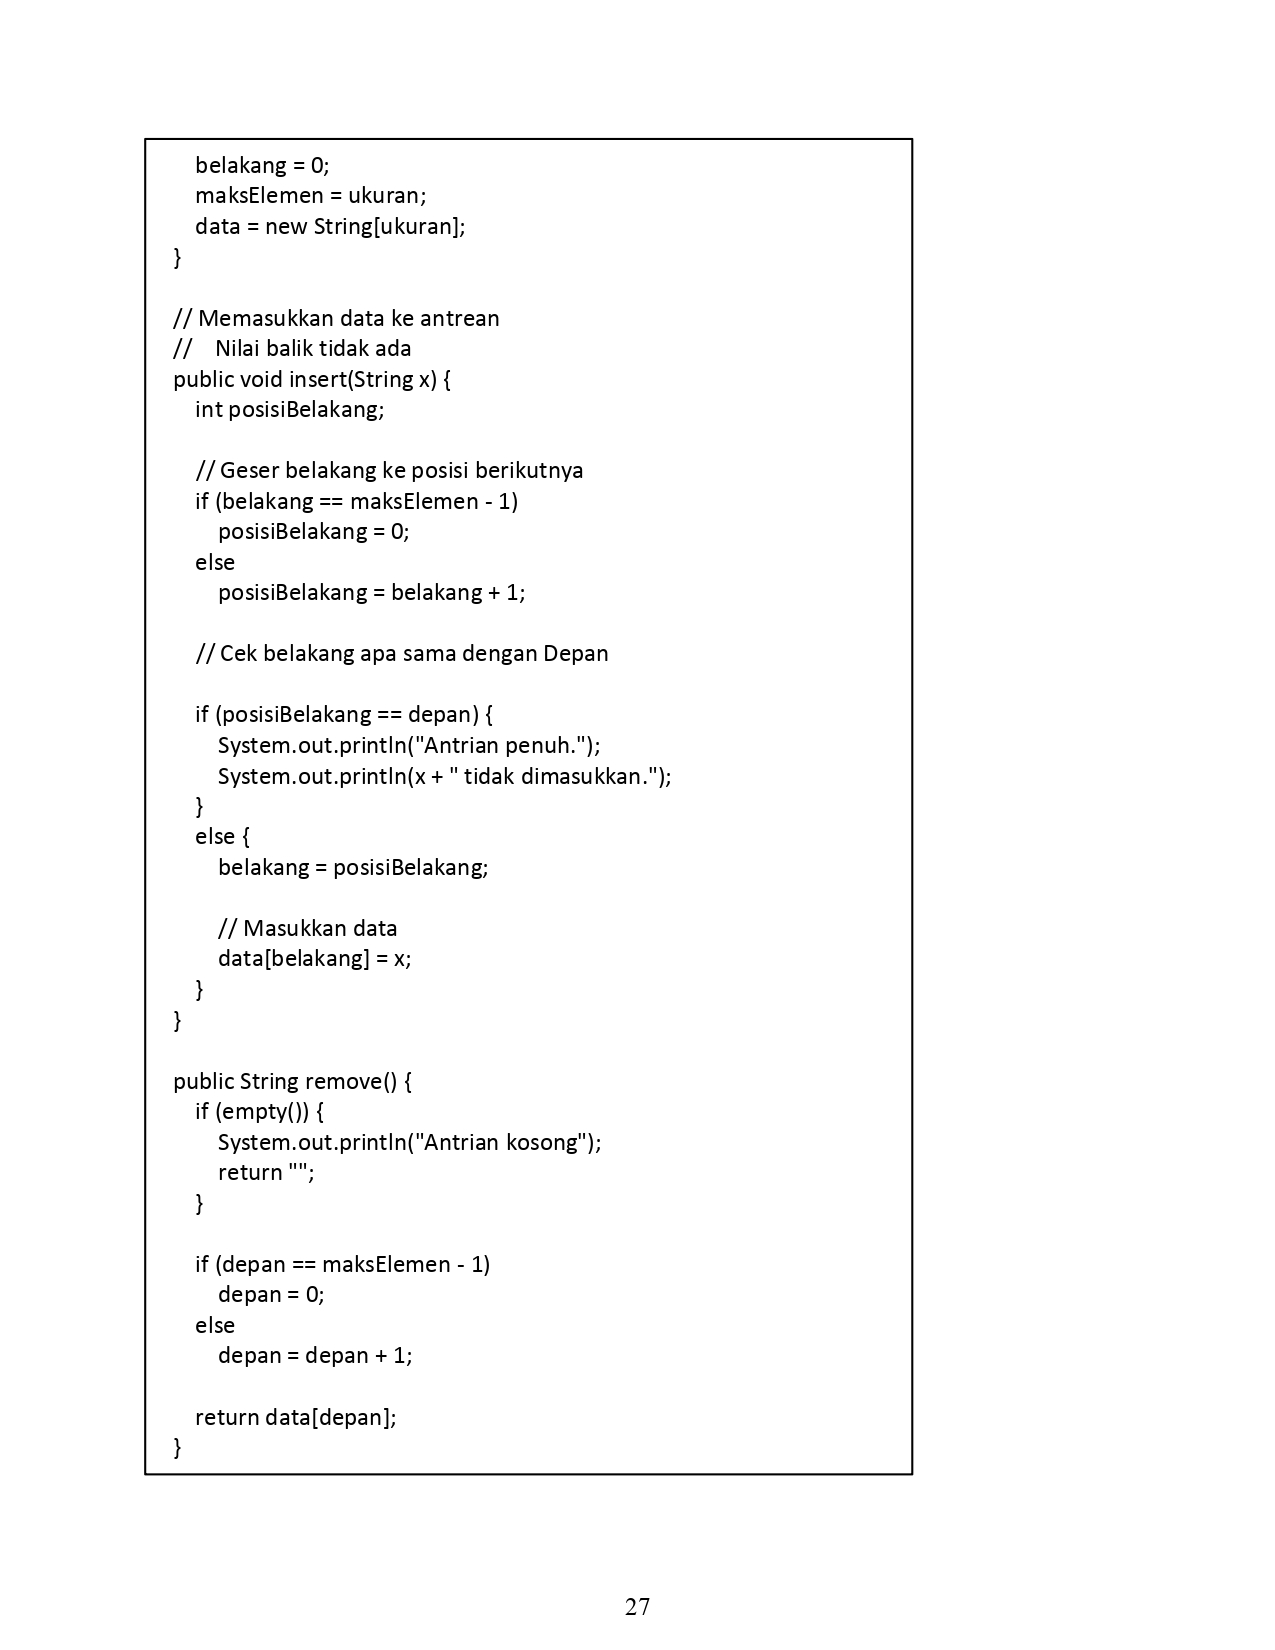 belakang = 0;
maksElemen = ukuran;
data = new String[ukuran];
}
// Memasukkan data ke antrean
//    Nilai balik tidak ada
public void insert(String x) {
int posisiBelakang;
// Geser belakang ke posisi berikutnya
if (belakang == maksElemen - 1)
posisiBelakang = 0;
else
posisiBelakang = belakang + 1;
// Cek belakang apa sama dengan Depan
if (posisiBelakang == depan) {
System.out.println("Antrian penuh.");
System.out.println(x + " tidak dimasukkan.");
}
else {
belakang = posisiBelakang;
// Masukkan data
data[belakang] = x;
}
}
public String remove() {
if (empty()) {
System.out.println("Antrian kosong");
return "";
}
if (depan == maksElemen - 1)
depan = 0;
else
depan = depan + 1;
return data[depan];
}
27